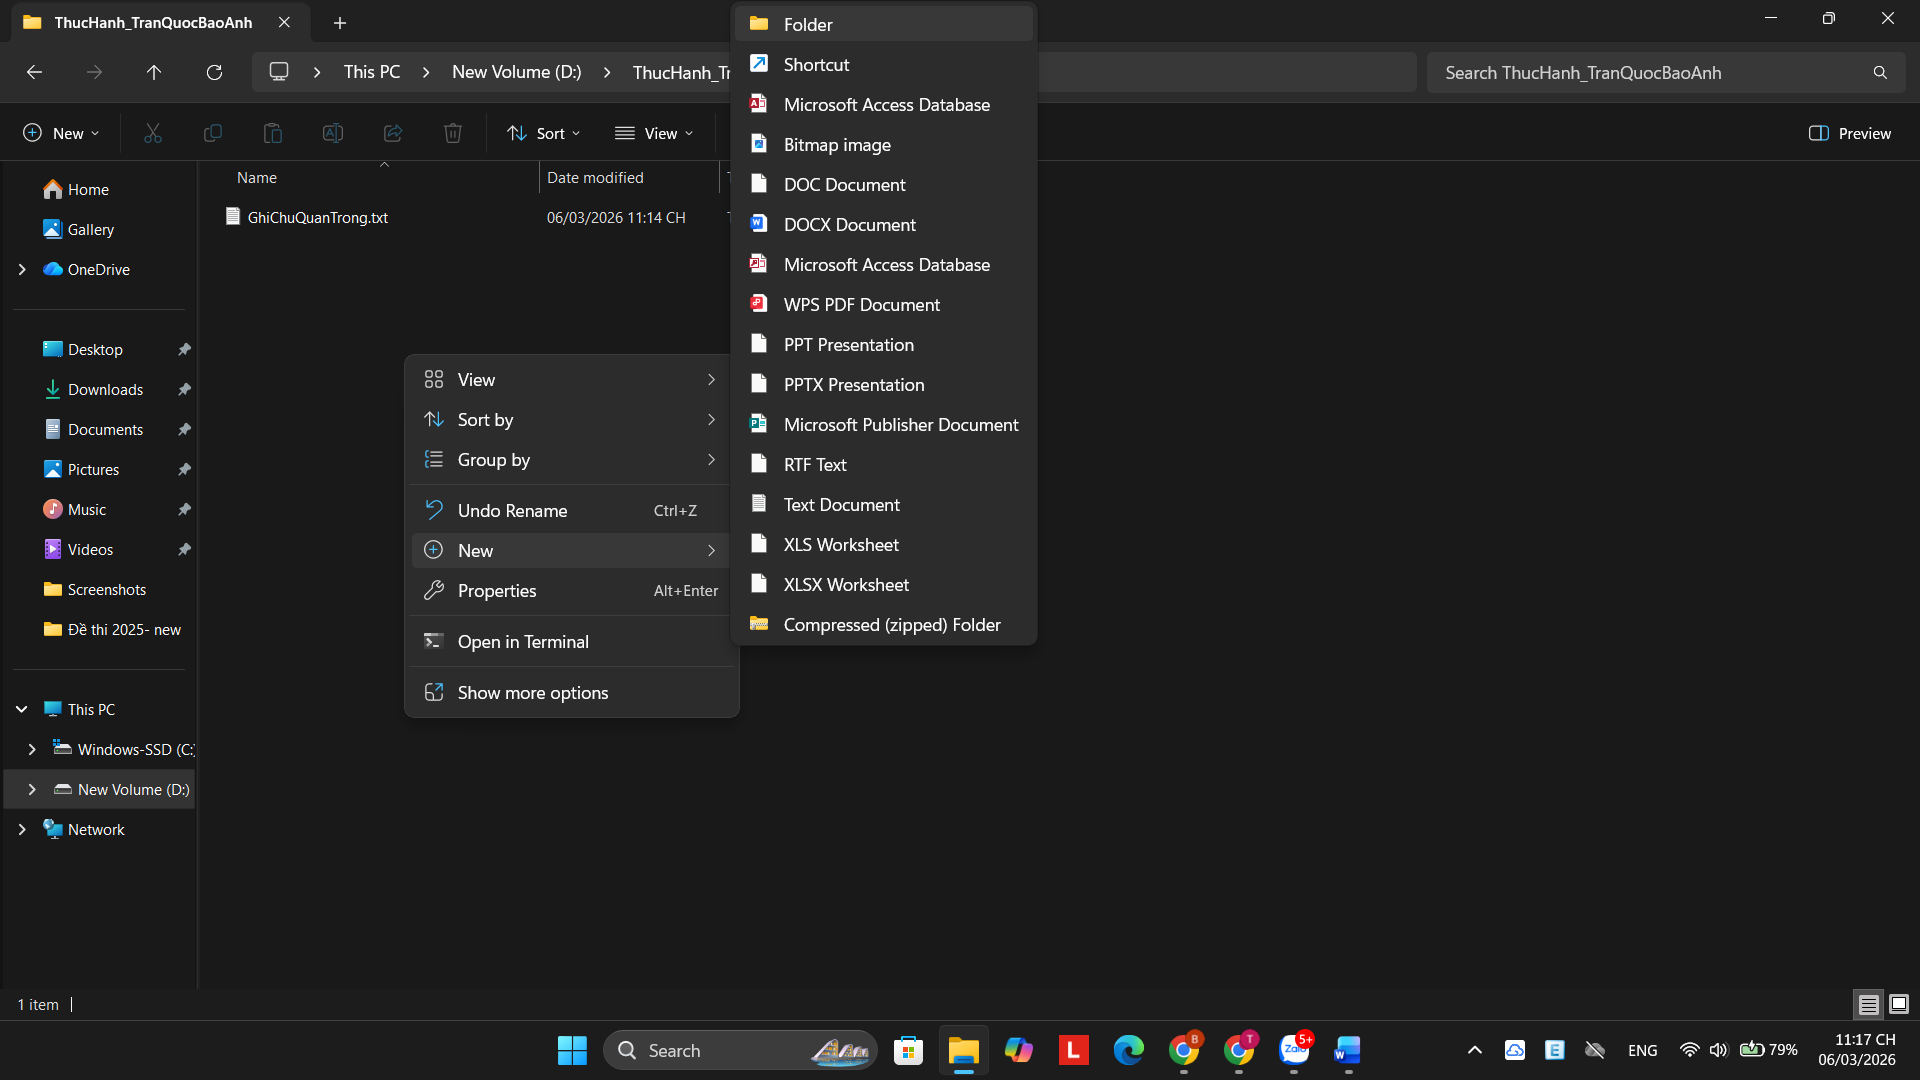 ThucHanh_TranQuocBaoAnh
This PC
New Volume (D:)
ThucHanh_Tr
Search ThucHanh_TranQuocBaoAnh
New
Sort
View
Preview
Name
Date modified
GhiChuQuanTrong.txt
06/03/2026 11:14 CH
Home
Gallery
OneDrive
Desktop
Downloads
Documents
Pictures
Music
Videos
Screenshots
Đề thi 2025- new
This PC
Windows-SSD (C:)
New Volume (D:)
Network
View
Sort by
Group by
Undo Rename Ctrl+Z
New
Properties Alt+Enter
Open in Terminal
Show more options
Folder
Shortcut
Microsoft Access Database
Bitmap image
DOC Document
DOCX Document
Microsoft Access Database
WPS PDF Document
PPT Presentation
PPTX Presentation
Microsoft Publisher Document
RTF Text
Text Document
XLS Worksheet
XLSX Worksheet
Compressed (zipped) Folder
1 item
Search
L
B
T
Zalo
5+
W
E
ENG
79%
11:17 CH
06/03/2026